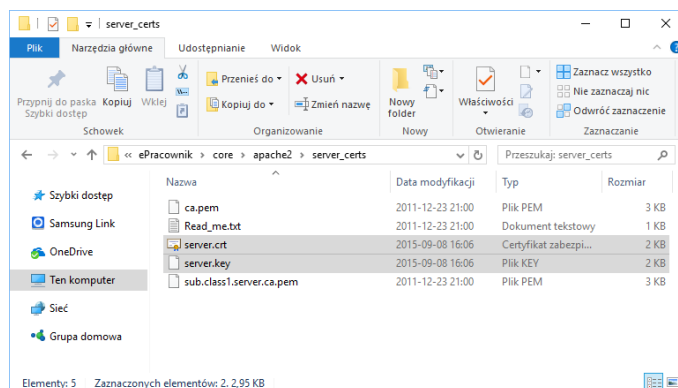 server_certs
Plik Narzędzia główne Udostępnianie Widok
Przypnij do paska Szybki dostęp
Kopiuj
Wklej
Przenieś do
Kopiuj do
Usuń
Zmień nazwę
Nowy folder
Właściwości
Zaznacz wszystko
Nie zaznaczaj nic
Odwróć zaznaczenie
Schowek Organizowanie Nowy Otwieranie Zaznaczanie
« ePracownik > core > apache2 > server_certs
Przeszukaj: server_certs
Szybki dostęp
Samsung Link
OneDrive
Ten komputer
Sieć
Grupa domowa
Nazwa Data modyfikacji Typ Rozmiar
ca.pem 2011-12-23 21:00 Plik PEM 3 KB
Read_me.txt 2011-12-23 21:00 Dokument tekstowy 1 KB
server.crt 2015-09-08 16:06 Certyfikat zabezpi... 2 KB
server.key 2015-09-08 16:06 Plik KEY 2 KB
sub.class1.server.ca.pem 2011-12-23 21:00 Plik PEM 3 KB
Elementy: 5 Zaznaczonych elementów: 2, 2,95 KB